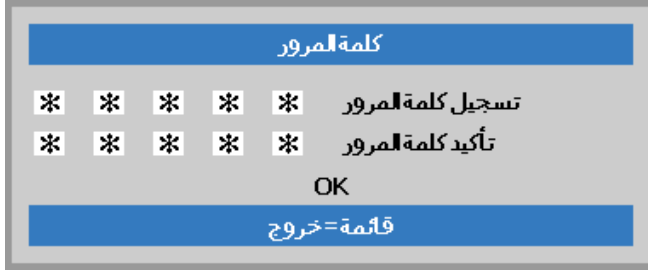 كلمة المرور
تسجيل كلمة المرور * * * * *
تأكيد كلمة المرور * * * * *
OK
قائمة=خروج